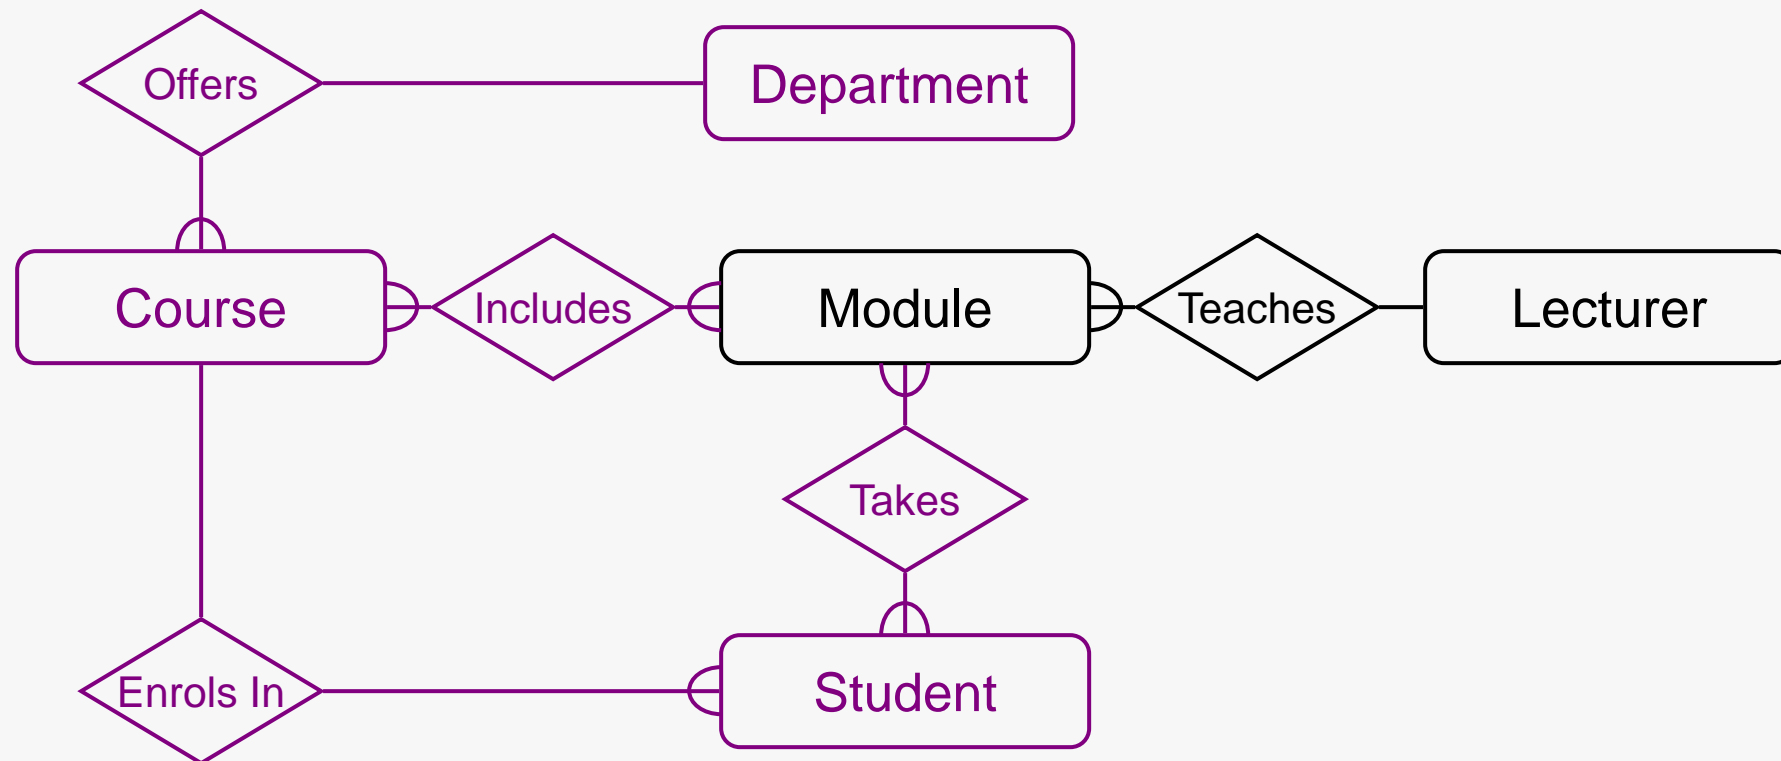 Offers
Department
Course
Includes
Module
Teaches
Lecturer
Takes
Enrols In
Student